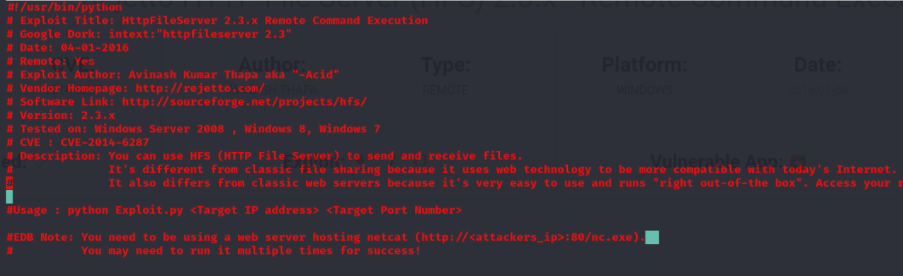 #!/usr/bin/python
# Exploit Title: HttpFileServer 2.3.x Remote Command Execution
# Google Dork: intext:"httpfileserver 2.3"
# Date: 04-01-2016
# Remote: Yes
# Exploit Author: Avinash Kumar Thapa aka "-Acid"
# Vendor Homepage: http://rejetto.com/
# Software Link: http://sourceforge.net/projects/hfs/
# Version: 2.3.x
# Tested on: Windows Server 2008 , Windows 8, Windows 7
# CVE : CVE-2014-6287
# Description: You can use HFS (HTTP File Server) to send and receive files.
# It's different from classic file sharing because it uses web technology to be more compatible with today's Internet.
# It also differs from classic web servers because it's very easy to use and runs "right out-of-the box". Access your
#Usage : python Exploit.py <Target IP address> <Target Port Number>
#EDB Note: You need to be using a web server hosting netcat (http://<attackers_ip>:80/nc.exe).
# You may need to run it multiple times for success!
Author: Type: Platform: Date:
REMOTE WINDOWS
Vulnerable App: